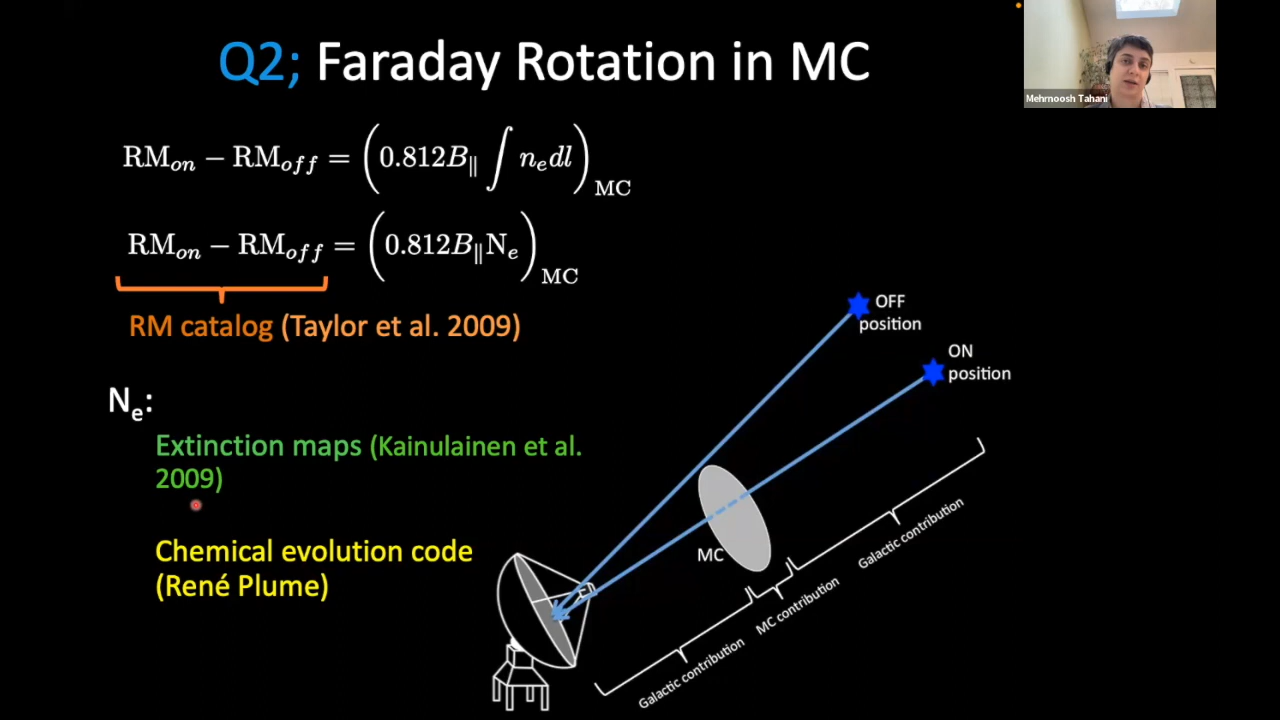 Q2; Faraday Rotation in MC
Mehrnoosh Tahani
RM_on − RM_off = (0.812B_∥ ∫ n_e dl)_MC
RM_on − RM_off = (0.812B_∥ N_e)_MC
RM catalog (Taylor et al. 2009)
OFF
position
ON
position
N_e:
Extinction maps (Kainulainen et al.
2009)
Chemical evolution code
(René Plume)
MC
Galactic contribution
MC contribution
Galactic contribution